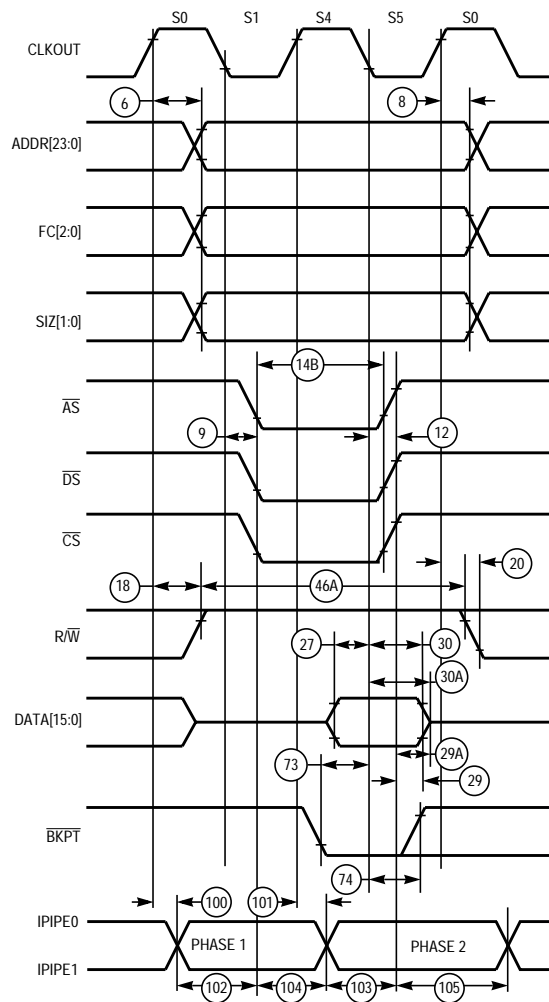 S0 S1 S4 S5 S0
CLKOUT
6 8
ADDR[23:0]
FC[2:0]
SIZ[1:0]
14B
AS
9 12
DS
CS
20
18 46A
R/W
27 30
30A
DATA[15:0]
29A
73 29
BKPT
74
100 101
IPIPE0
PHASE 1 PHASE 2
IPIPE1
102 104 103 105